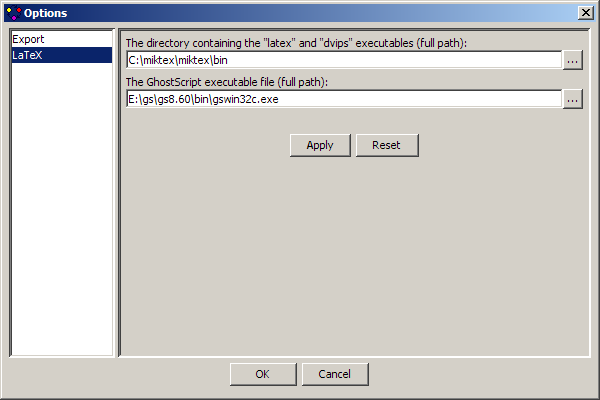 Options
Export
LaTeX
The directory containing the "latex" and "dvips" executables (full path):
C:\miktex\miktex\bin
...
The GhostScript executable file (full path):
E:\gs\gs8.60\bin\gswin32c.exe
...
Apply Reset
OK Cancel